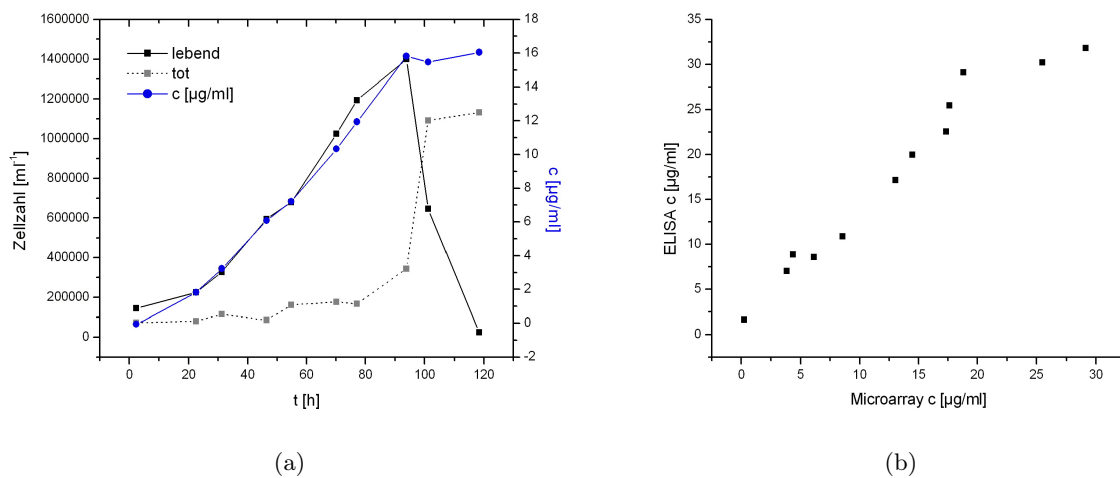 1600000
1400000
1200000
1000000
800000
600000
400000
200000
0
Zellzahl [ml⁻¹]
lebend
tot
c [µg/ml]
18
16
14
12
10
8
6
4
2
0
-2
c [µg/ml]
0 20 40 60 80 100 120
t [h]
(a)
35
30
25
20
15
10
5
0
ELISA c [µg/ml]
0 5 10 15 20 25 30
Microarray c [µg/ml]
(b)